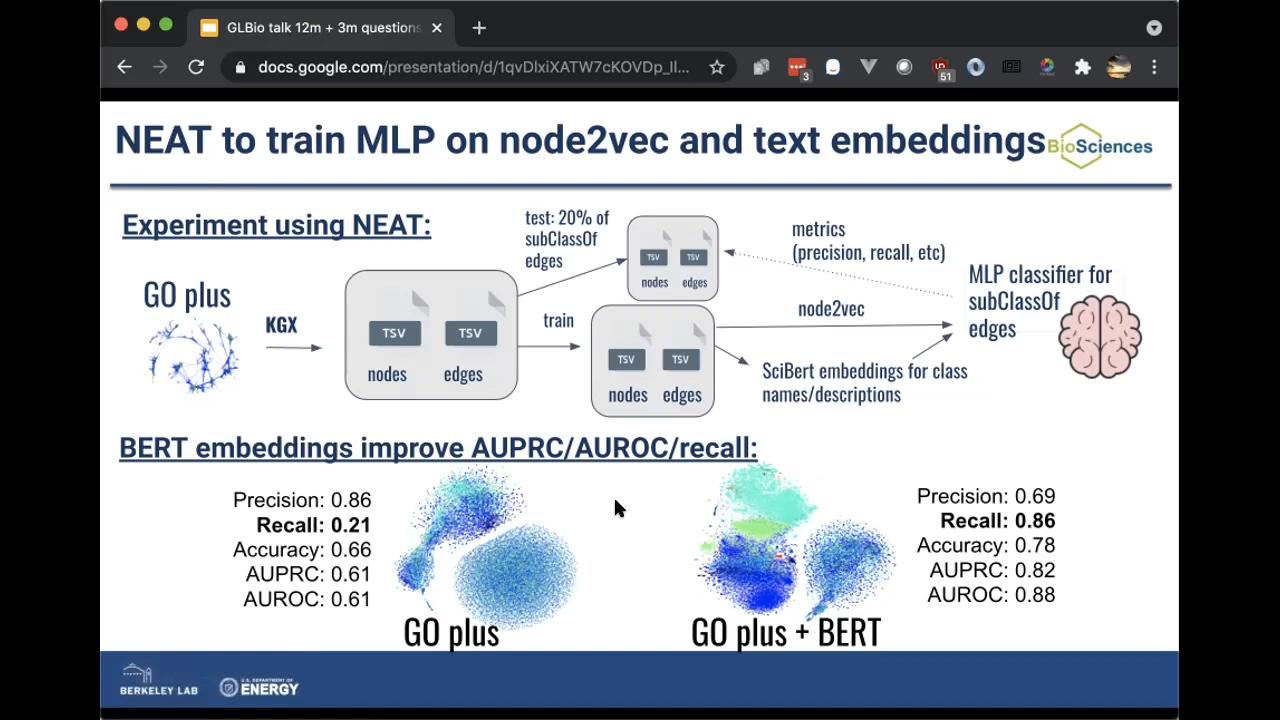 GLBio talk 12m + 3m questions
docs.google.com/presentation/d/1qvDlxiXATW7cKOVDp_Il...
3
51
NEAT to train MLP on node2vec and text embeddings
BioSciences
Experiment using NEAT:
test: 20% of
subClassOf
edges
TSV
TSV
nodes
edges
metrics
(precision, recall, etc)
MLP classifier for
subClassOf
edges
GO plus
KGX
TSV
TSV
nodes
edges
train
TSV
TSV
nodes
edges
node2vec
SciBert embeddings for class
names/descriptions
BERT embeddings improve AUPRC/AUROC/recall:
Precision: 0.86
Recall: 0.21
Accuracy: 0.66
AUPRC: 0.61
AUROC: 0.61
GO plus
Precision: 0.69
Recall: 0.86
Accuracy: 0.78
AUPRC: 0.82
AUROC: 0.88
GO plus + BERT
BERKELEY LAB
U.S. DEPARTMENT OF
ENERGY